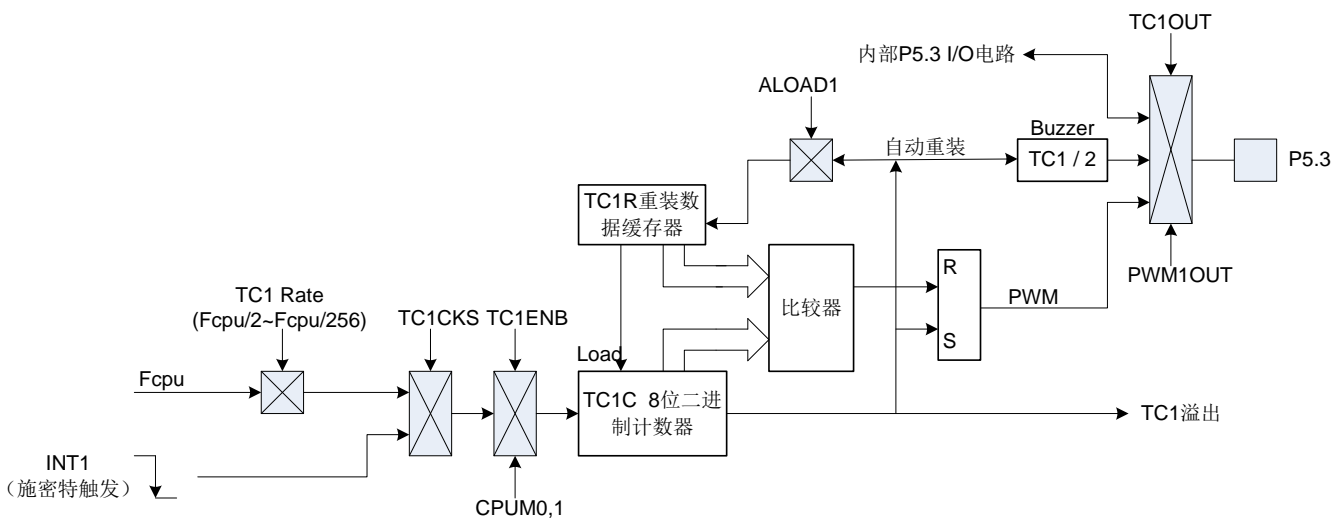 TC1OUT
内部P5.3 I/O电路
ALOAD1
Buzzer
自动重装
TC1 / 2
P5.3
TC1R重装数
据缓存器
PWM1OUT
R
比较器
PWM
S
TC1 Rate
(Fcpu/2~Fcpu/256)
TC1CKS
TC1ENB
Load
Fcpu
TC1C 8位二进
制计数器
TC1溢出
INT1
（施密特触发）
CPUM0,1